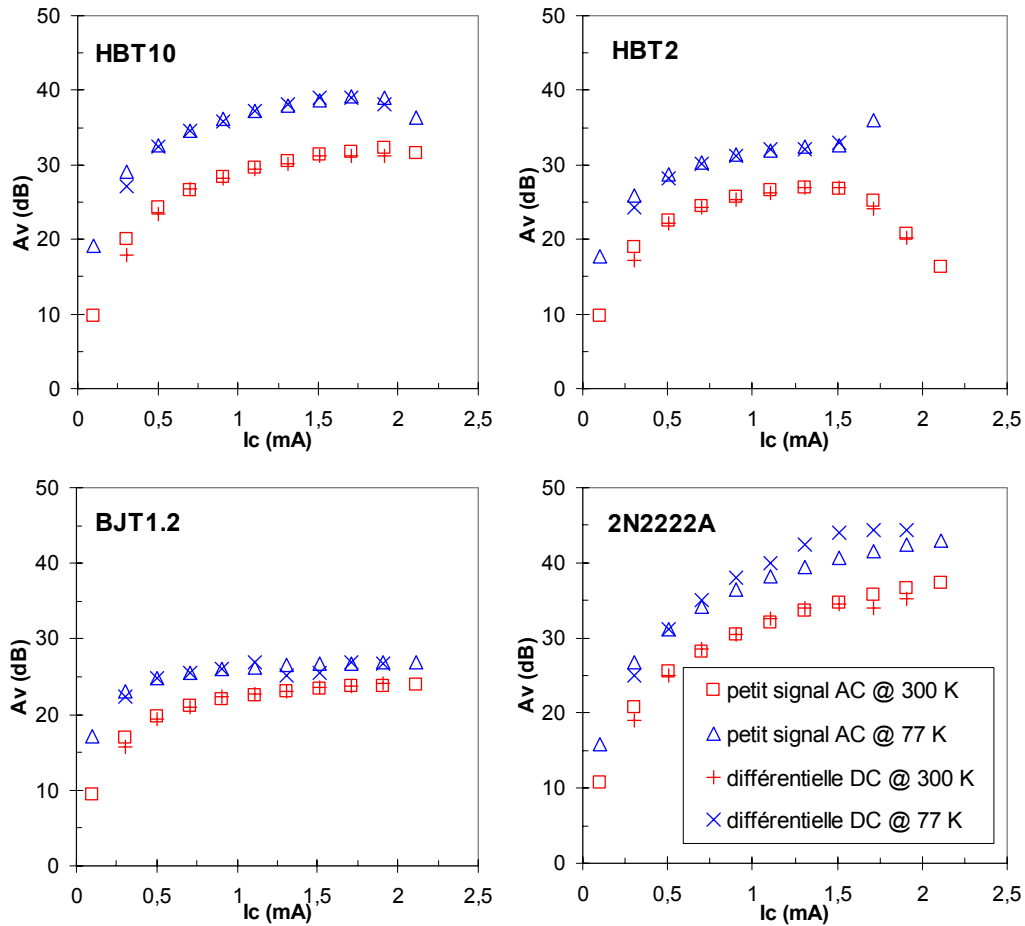 HBT10
Av (dB)
50
40
30
20
10
0
0 0,5 1 1,5 2 2,5
Ic (mA)
HBT2
Av (dB)
50
40
30
20
10
0
0 0,5 1 1,5 2 2,5
Ic (mA)
BJT1.2
Av (dB)
50
40
30
20
10
0
0 0,5 1 1,5 2 2,5
Ic (mA)
2N2222A
Av (dB)
50
40
30
20
10
0
0 0,5 1 1,5 2 2,5
Ic (mA)
petit signal AC @ 300 K
petit signal AC @ 77 K
différentielle DC @ 300 K
différentielle DC @ 77 K